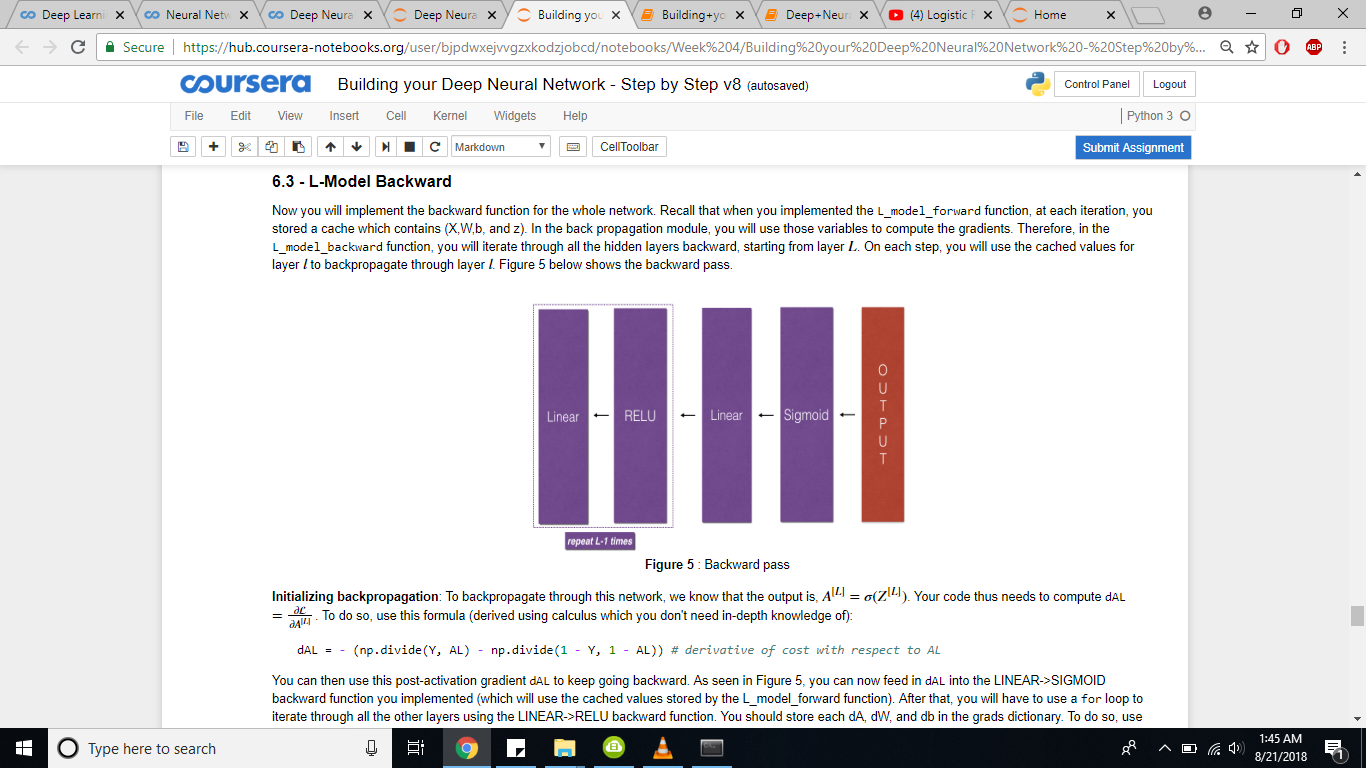 Deep Learni
Neural Netw
Deep Neura
Deep Neura
Building you
Building+yo
Deep+Neur
(4) Logistic R
Home
Secure
https://hub.coursera-notebooks.org/user/bjpdwxejvvgzxkodzjobcd/notebooks/Week%204/Building%20your%20Deep%20Neural%20Network%20-%20Step%20by%...
ABP
coursera
Building your Deep Neural Network - Step by Step v8 (autosaved)
Control Panel
Logout
File Edit View Insert Cell Kernel Widgets Help
Python 3
Markdown
CellToolbar
Submit Assignment
6.3 - L-Model Backward
Now you will implement the backward function for the whole network. Recall that when you implemented the L_model_forward function, at each iteration, you
stored a cache which contains (X,W,b, and z). In the back propagation module, you will use those variables to compute the gradients. Therefore, in the
L_model_backward function, you will iterate through all the hidden layers backward, starting from layer L. On each step, you will use the cached values for
layer l to backpropagate through layer l. Figure 5 below shows the backward pass.
Linear ← RELU ← Linear ← Sigmoid ← OUTPUT
repeat L-1 times
Figure 5 : Backward pass
Initializing backpropagation: To backpropagate through this network, we know that the output is, A^[L] = σ(Z^[L]). Your code thus needs to compute dAL
= ∂ℒ/∂A^[L] . To do so, use this formula (derived using calculus which you don't need in-depth knowledge of):
dAL = - (np.divide(Y, AL) - np.divide(1 - Y, 1 - AL)) # derivative of cost with respect to AL
You can then use this post-activation gradient dAL to keep going backward. As seen in Figure 5, you can now feed in dAL into the LINEAR->SIGMOID
backward function you implemented (which will use the cached values stored by the L_model_forward function). After that, you will have to use a for loop to
iterate through all the other layers using the LINEAR->RELU backward function. You should store each dA, dW, and db in the grads dictionary. To do so, use
Type here to search
1:45 AM
8/21/2018
1